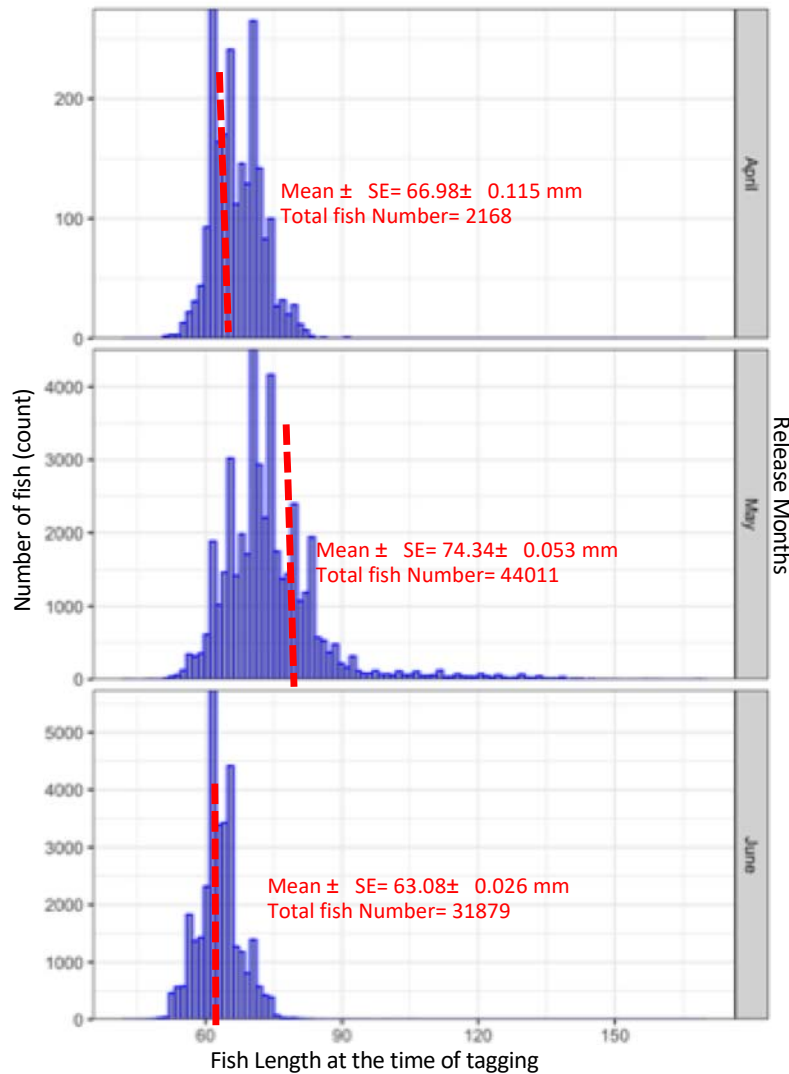 200
100
0
Mean ± SE= 66.98± 0.115 mm
Total fish Number= 2168
April
4000
3000
2000
1000
0
Mean ± SE= 74.34± 0.053 mm
Total fish Number= 44011
May
5000
4000
3000
2000
1000
0
Mean ± SE= 63.08± 0.026 mm
Total fish Number= 31879
June
Number of fish (count)
Release Months
60 90 120 150
Fish Length at the time of tagging